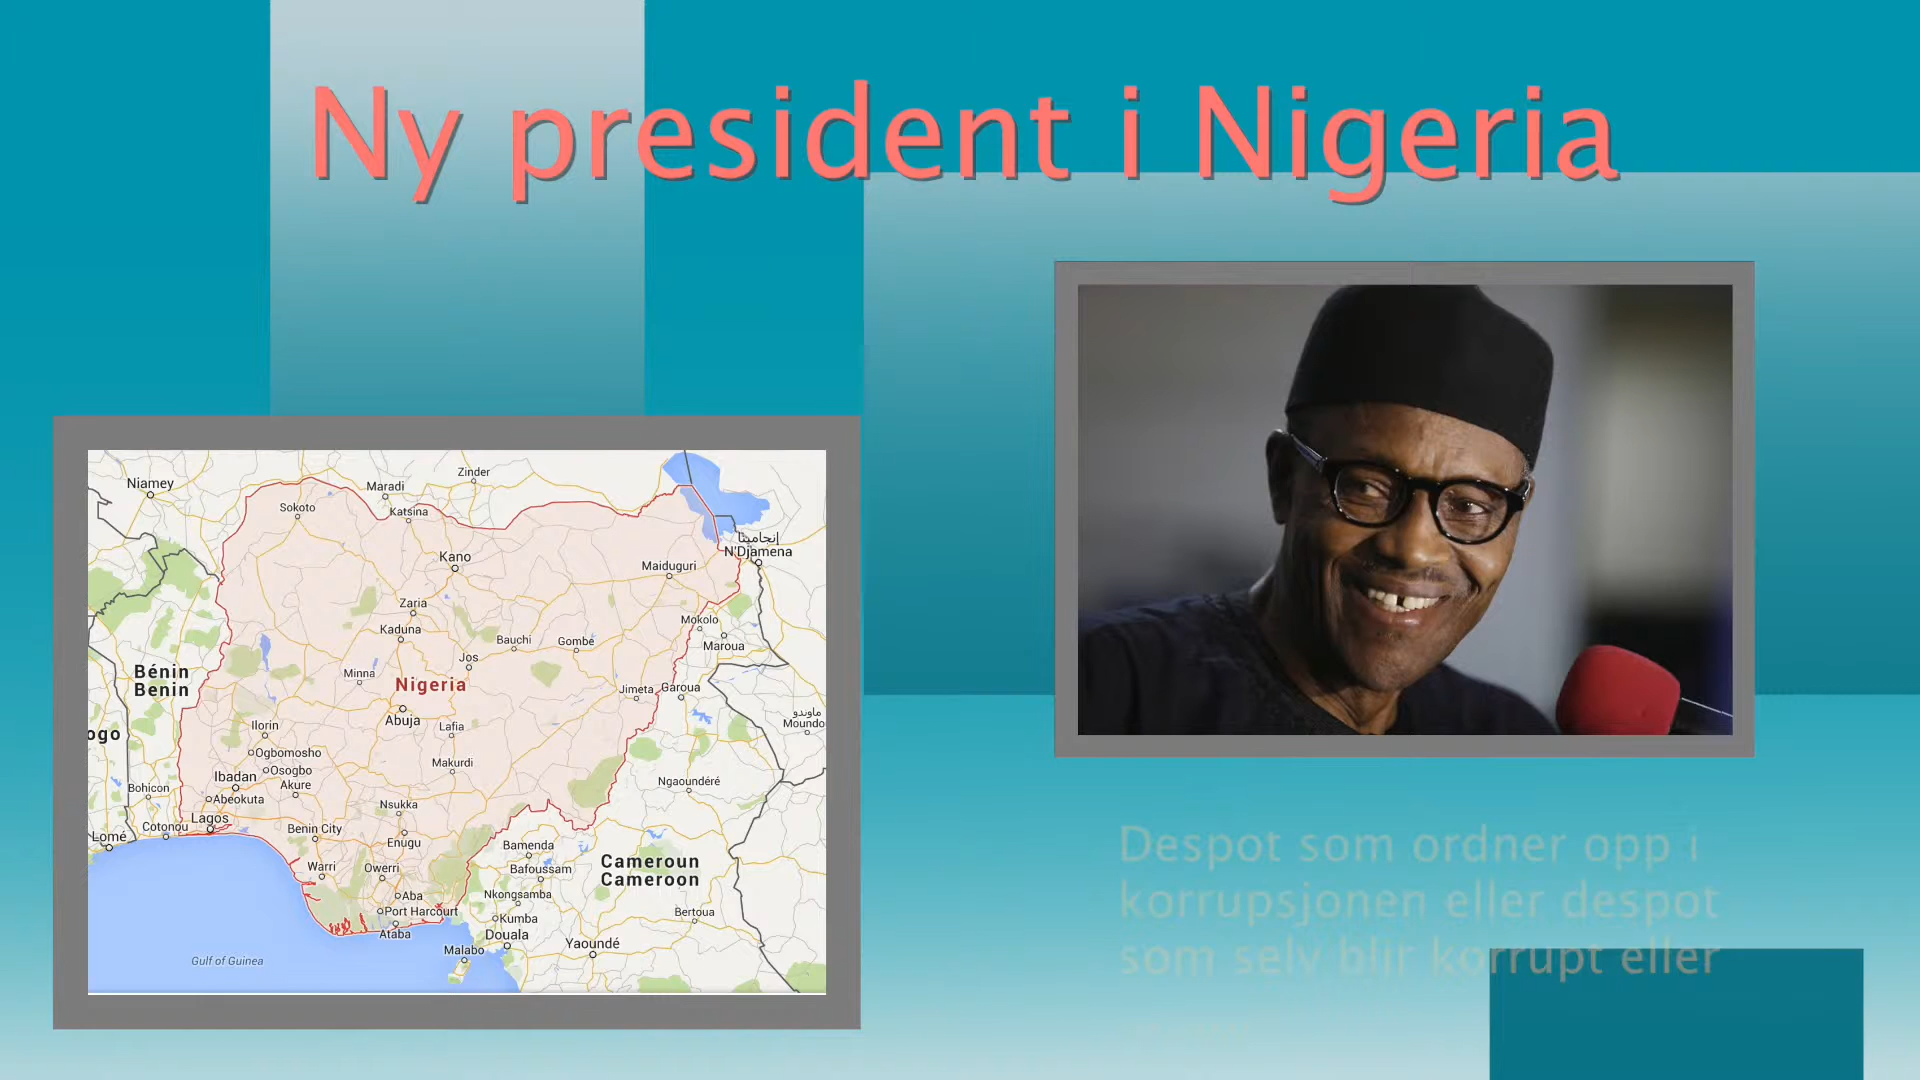 Ny president i Nigeria
Niamey
Zinder
Maradi
Sokoto
Katsina
إنجامينا
N'Djamena
Kano
Maiduguri
Zaria
Mokolo
Kaduna
Bauchi
Gombe
Maroua
Jos
Bénin
Benin
Minna
Nigeria
Jimeta
Garoua
Abuja
ماوندو
Moundo
Ilorin
Lafia
ogo
Ogbomosho
Makurdi
Osogbo
Ibadan
Akure
Ngaoundéré
Bohicon
Abeokuta
Nsukka
Lagos
Cotonou
Benin City
Lomé
Enugu
Bamenda
Cameroun
Cameroon
Warri
Owerri
Bafoussam
Aba
Nkongsamba
Port Harcourt
Kumba
Bertoua
Ataba
Douala
Yaoundé
Malabo
Gulf of Guinea
Despot som ordner opp i
korrupsjonen eller despot
som selv blir korrupt eller